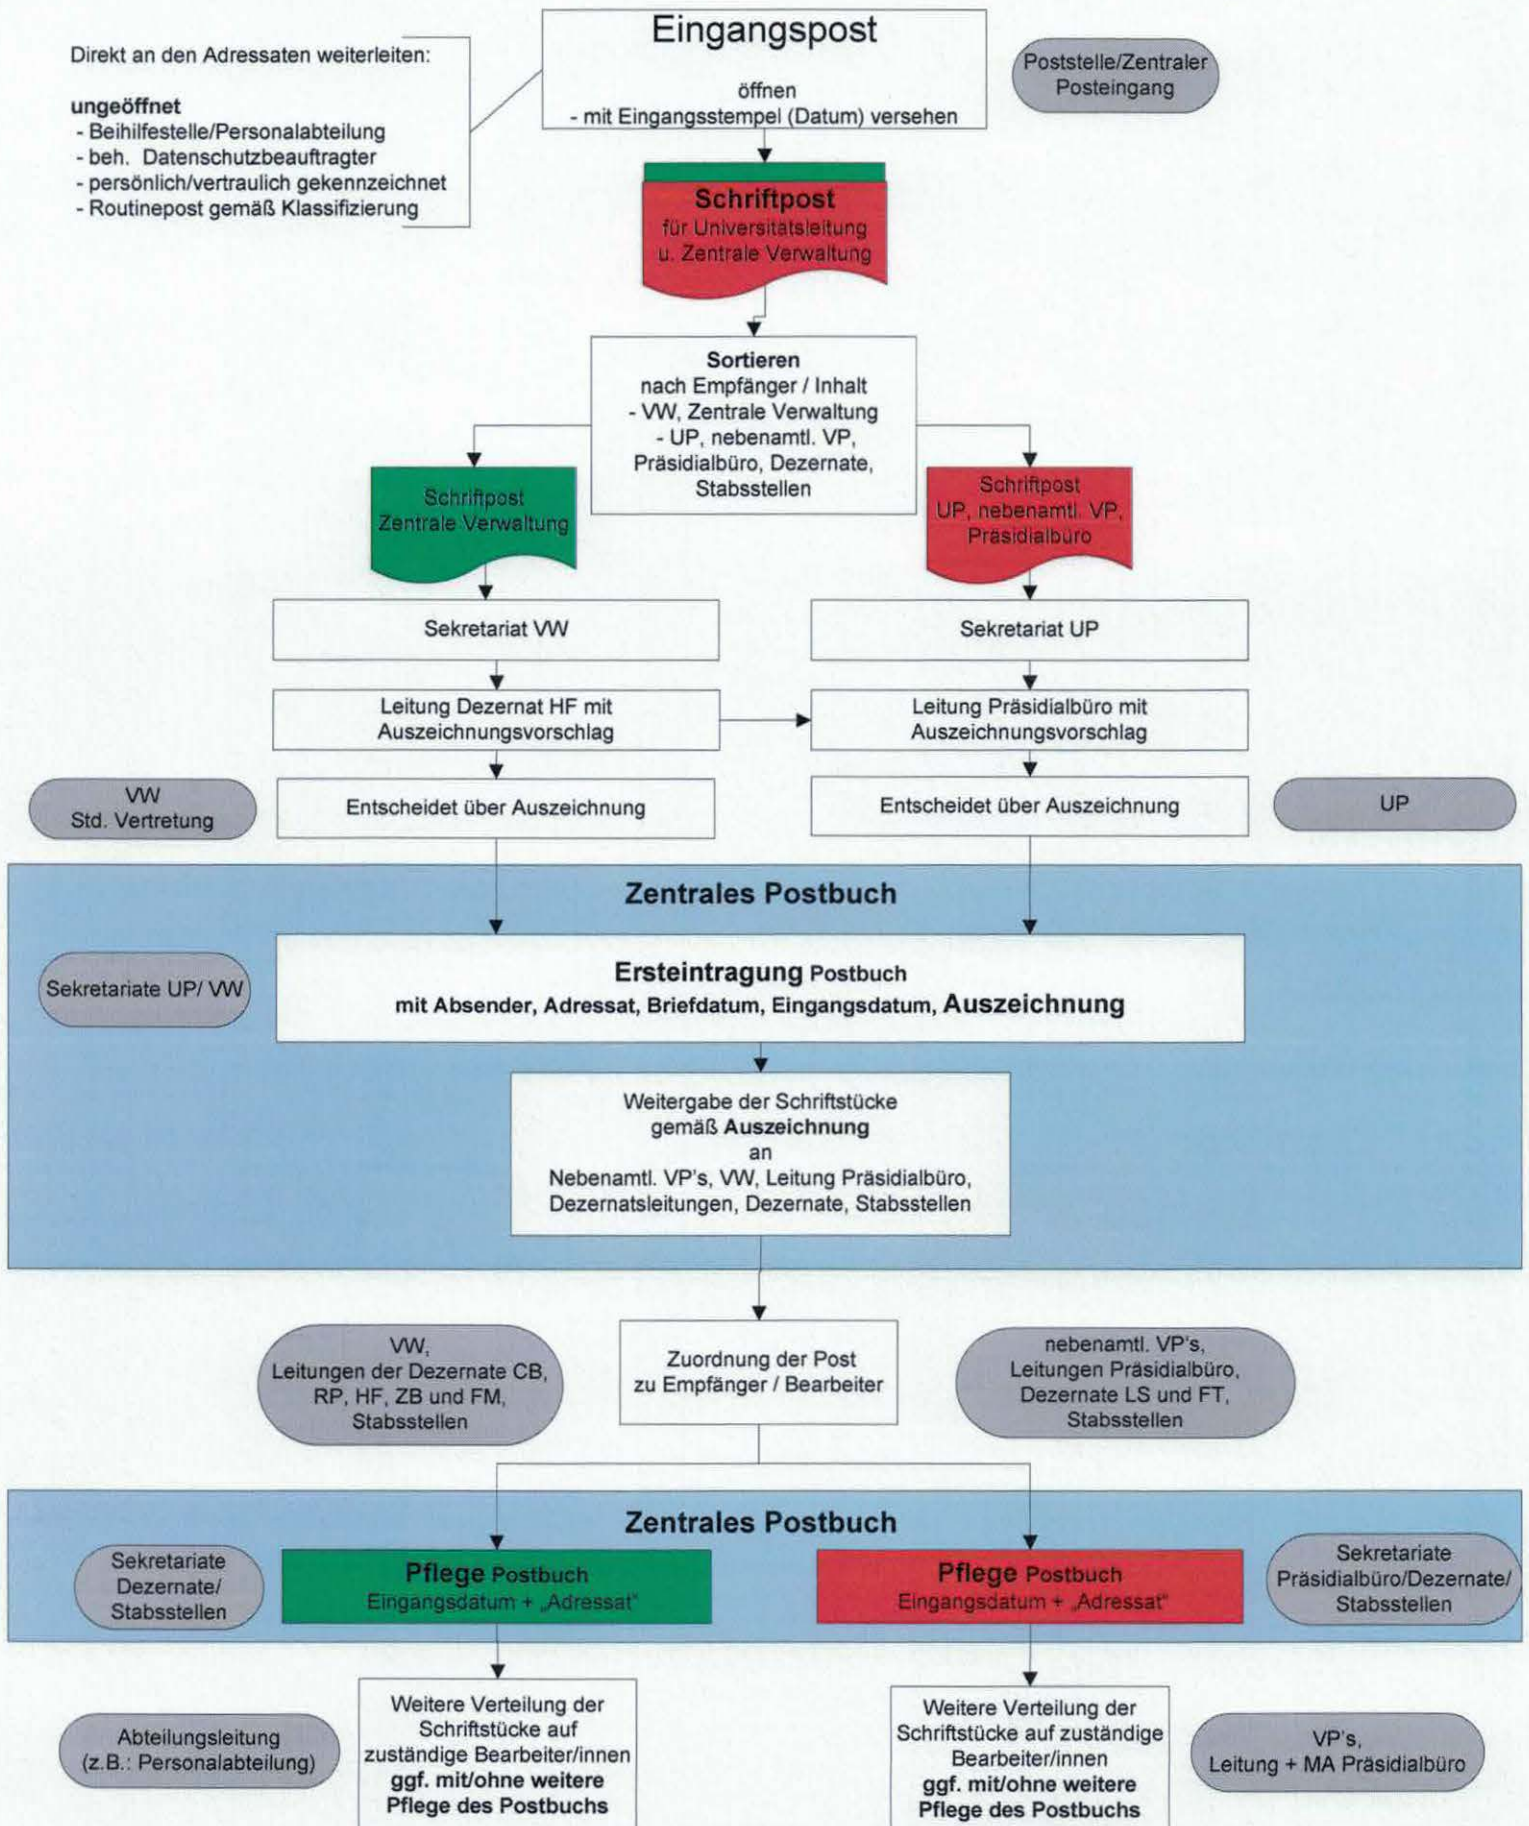 Eingangspost
öffnen
- mit Eingangsstempel (Datum) versehen
Poststelle/Zentraler
Posteingang
Direkt an den Adressaten weiterleiten:
ungeöffnet
- Beihilfestelle/Personalabteilung
- beh. Datenschutzbeauftragter
- persönlich/vertraulich gekennzeichnet
- Routinepost gemäß Klassifizierung
Schriftpost
für Universitätsleitung
u. Zentrale Verwaltung
Sortieren
nach Empfänger / Inhalt
- VW, Zentrale Verwaltung
- UP, nebenamtl. VP,
Präsidialbüro, Dezernate,
Stabsstellen
Schriftpost
Zentrale Verwaltung
Schriftpost
UP, nebenamtl. VP,
Präsidialbüro
Sekretariat VW
Sekretariat UP
Leitung Dezernat HF mit
Auszeichnungsvorschlag
Leitung Präsidialbüro mit
Auszeichnungsvorschlag
VW
Std. Vertretung
Entscheidet über Auszeichnung
Entscheidet über Auszeichnung
UP
Zentrales Postbuch
Sekretariate UP/ VW
Ersteintragung Postbuch
mit Absender, Adressat, Briefdatum, Eingangsdatum, Auszeichnung
Weitergabe der Schriftstücke
gemäß Auszeichnung
an
Nebenamtl. VP's, VW, Leitung Präsidialbüro,
Dezernatsleitungen, Dezernate, Stabsstellen
VW,
Leitungen der Dezernate CB,
RP, HF, ZB und FM,
Stabsstellen
Zuordnung der Post
zu Empfänger / Bearbeiter
nebenamtl. VP's,
Leitungen Präsidialbüro,
Dezernate LS und FT,
Stabsstellen
Zentrales Postbuch
Sekretariate
Dezernate/
Stabsstellen
Pflege Postbuch
Eingangsdatum + „Adressat“
Pflege Postbuch
Eingangsdatum + „Adressat“
Sekretariate
Präsidialbüro/Dezernate/
Stabsstellen
Abteilungsleitung
(z.B.: Personalabteilung)
Weitere Verteilung der
Schriftstücke auf
zuständige Bearbeiter/innen
ggf. mit/ohne weitere
Pflege des Postbuchs
Weitere Verteilung der
Schriftstücke auf zuständige
Bearbeiter/innen
ggf. mit/ohne weitere
Pflege des Postbuchs
VP's,
Leitung + MA Präsidialbüro